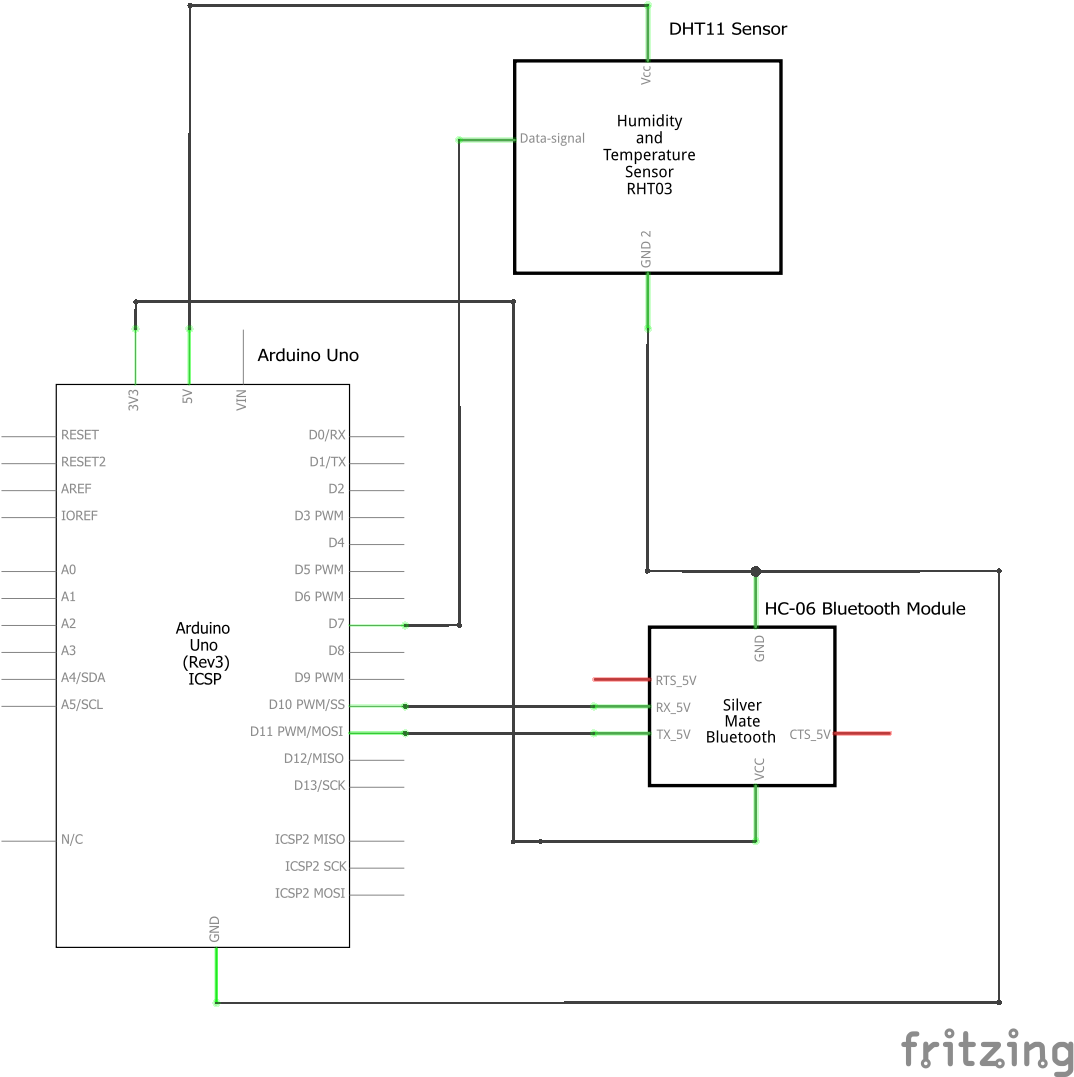 DHT11 Sensor
Vcc
Humidity
and
Temperature
Sensor
RHT03
Data-signal
GND 2
Arduino Uno
3V3
5V
VIN
RESET
RESET2
AREF
IOREF
A0
A1
A2
A3
A4/SDA
A5/SCL
N/C
Arduino
Uno
(Rev3)
ICSP
D0/RX
D1/TX
D2
D3 PWM
D4
D5 PWM
D6 PWM
D7
D8
D9 PWM
D10 PWM/SS
D11 PWM/MOSI
D12/MISO
D13/SCK
ICSP2 MISO
ICSP2 SCK
ICSP2 MOSI
GND
HC-06 Bluetooth Module
GND
RTS_5V
RX_5V
TX_5V
Silver
Mate
Bluetooth
CTS_5V
VCC
fritzing